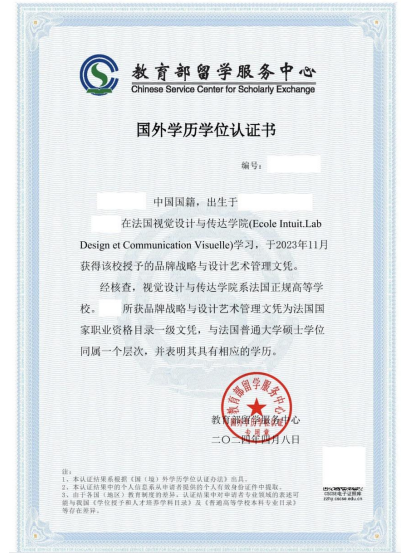 教育部留学服务中心
Chinese Service Center for Scholarly Exchange
国外学历学位认证书
编号：
中国国籍，出生于
在法国视觉设计与传达学院(Ecole Intuit.Lab
Design et Communication Visuelle)学习，于2023年11月
获得该校授予的品牌战略与设计艺术管理文凭。
经核查，视觉设计与传达学院系法国正规高等学
校。 所获品牌战略与设计艺术管理文凭为法国国
家职业资格目录一级文凭，与法国普通大学硕士学位
同属一个层次，并表明其具有相应的学历。
教育部留学服务中心
二〇二四年四月八日
注：
1、本认证结果系根据《国（境）外学历学位认证办法》出具。
2、本认证结果中的个人信息系从申请者提供的个人有效身份证件中提取。
3、由于各国（地区）教育制度的差异，认证结果中对申请者专业领域的表述可
能与我国《学位授予和人才培养学科目录》及《普通高等学校本科专业目录》
等存在差异。
CSCSE电子证照库
zzhy.cscse.edu.cn